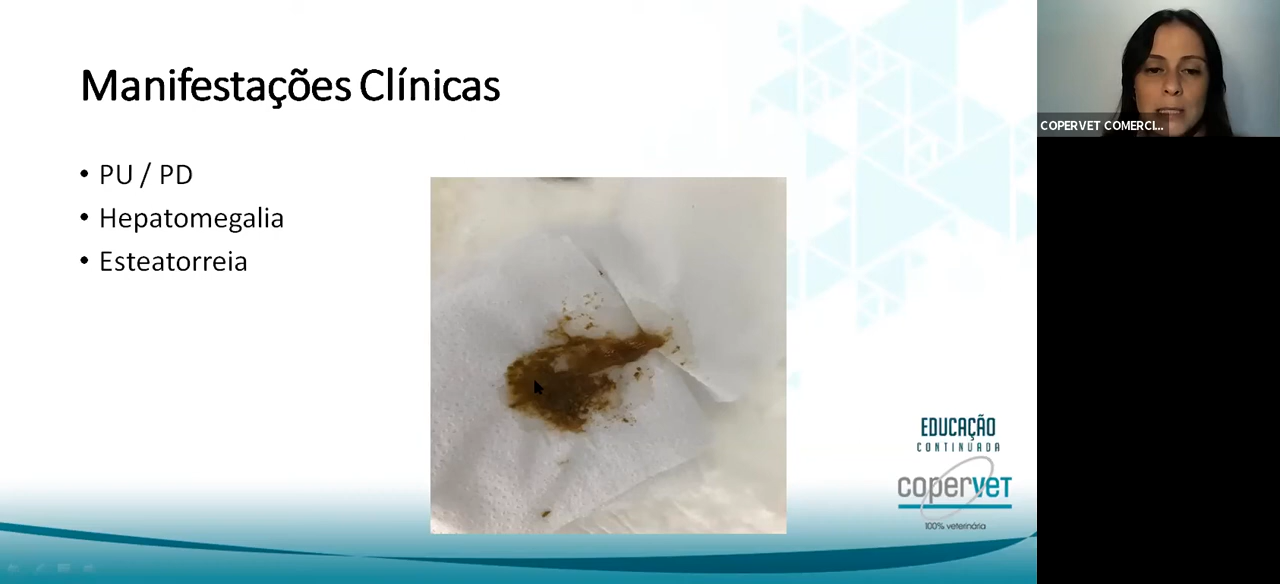 Manifestações Clínicas
• PU / PD
• Hepatomegalia
• Esteatorreia
EDUCAÇÃO
CONTINUADA
copervet
100% veterinária
COPERVET COMERCI...